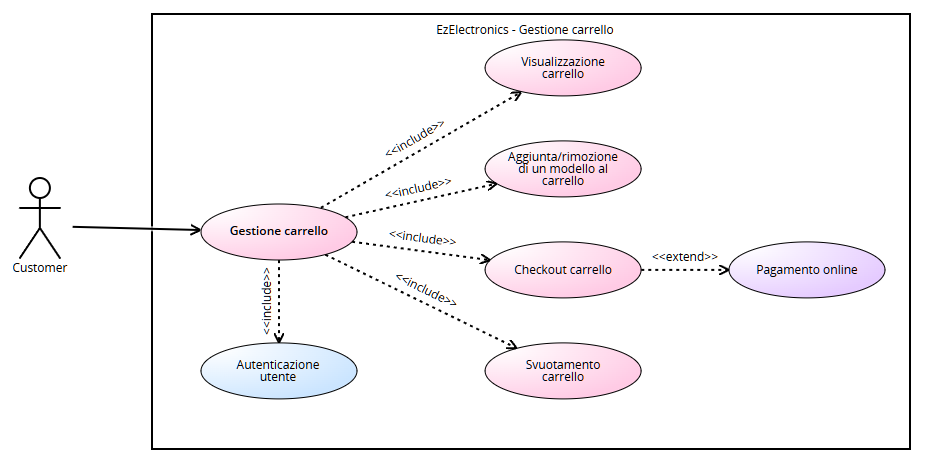 EzElectronics - Gestione carrello
Visualizzazione
carrello
<<include>>
Aggiunta/rimozione
di un modello al
carrello
<<include>>
Customer
Gestione carrello
<<include>>
Checkout carrello
<<extend>>
Pagamento online
<<include>>
<<include>>
Autenticazione
utente
Svuotamento
carrello